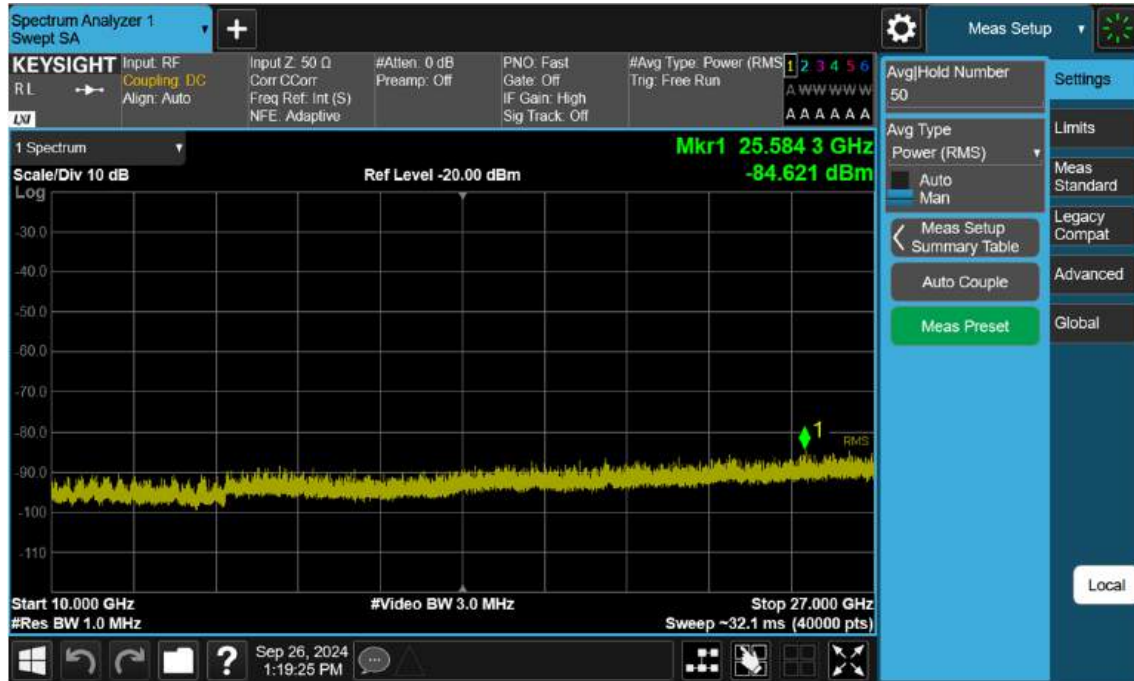 Spectrum Analyzer 1
Swept SA
Meas Setup
KEYSIGHT
RL
LXI
Input: RF
Coupling: DC
Align: Auto
Input Z: 50 Ω
Corr CCorr
Freq Ref: Int (S)
NFE: Adaptive
#Atten: 0 dB
Preamp: Off
PNO: Fast
Gate: Off
IF Gain: High
Sig Track: Off
#Avg Type: Power (RMS
Trig: Free Run
1 2 3 4 5 6
A W W W W W
A A A A A A
1 Spectrum
Mkr1 25.584 3 GHz
Scale/Div 10 dB
Ref Level -20.00 dBm
-84.621 dBm
Log
-30.0
-40.0
-50.0
-60.0
-70.0
-80.0
1
RMS
-90.0
-100
-110
Start 10.000 GHz
#Video BW 3.0 MHz
Stop 27.000 GHz
#Res BW 1.0 MHz
Sweep ~32.1 ms (40000 pts)
Avg|Hold Number
50
Avg Type
Power (RMS)
Auto
Man
Meas Setup
Summary Table
Auto Couple
Meas Preset
Settings
Limits
Meas
Standard
Legacy
Compat
Advanced
Global
Local
?
Sep 26, 2024
1:19:25 PM